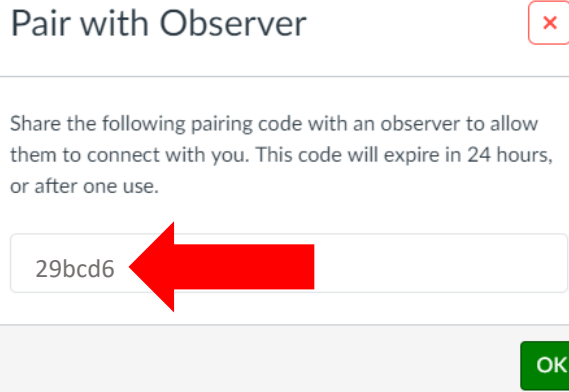 Pair with Observer
Share the following pairing code with an observer to allow
them to connect with you. This code will expire in 24 hours,
or after one use.
29bcd6
OK